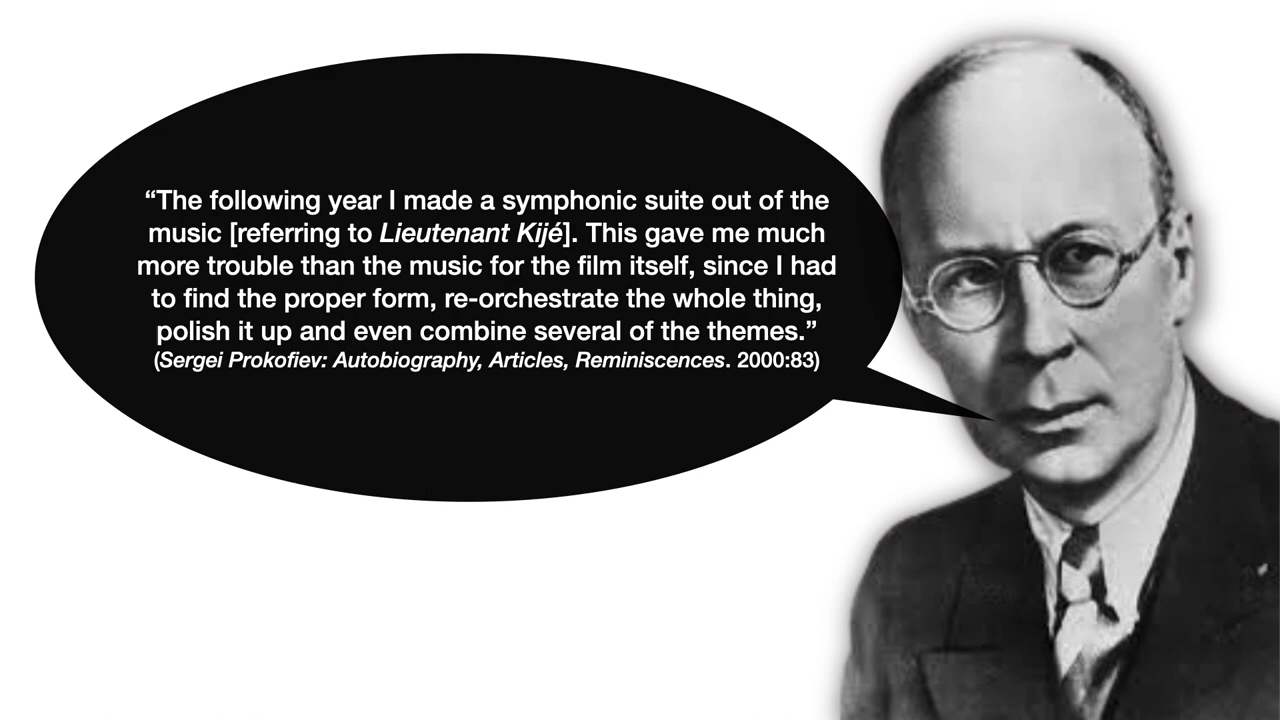 “The following year I made a symphonic suite out of the
music [referring to Lieutenant Kijé]. This gave me much
more trouble than the music for the film itself, since I had
to find the proper form, re-orchestrate the whole thing,
polish it up and even combine several of the themes.”
(Sergei Prokofiev: Autobiography, Articles, Reminiscences. 2000:83)